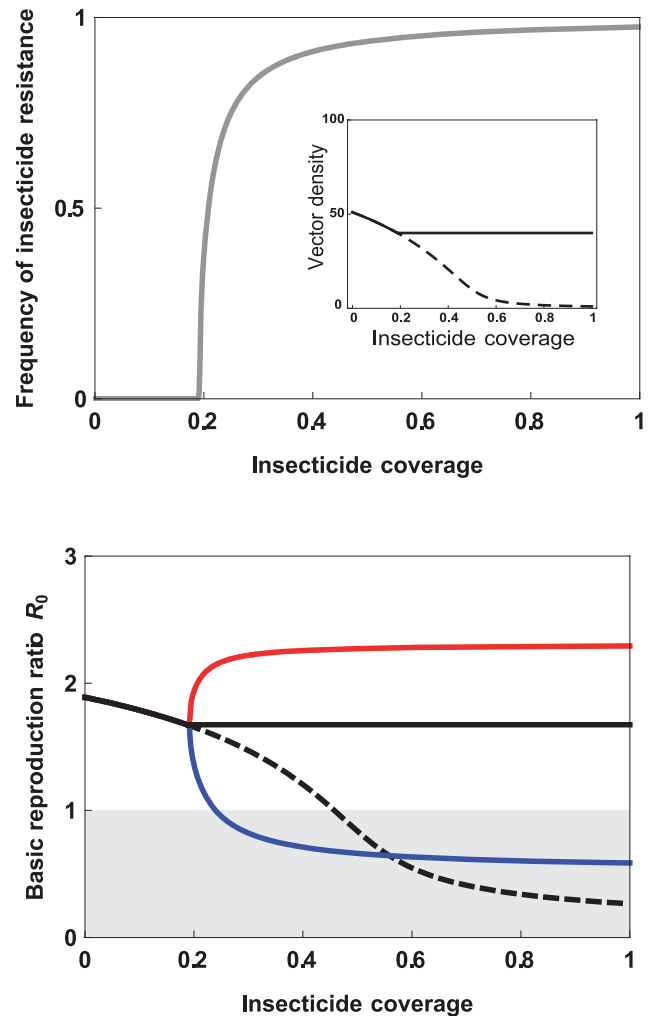 Frequency of insecticide resistance
1
0.5
0
0 0.2 0.4 0.6 0.8 1
Insecticide coverage
Vector density
100
50
0
0 0.2 0.4 0.6 0.8 1
Insecticide coverage
Basic reproduction ratio R0
3
2
1
0
0 0.2 0.4 0.6 0.8 1
Insecticide coverage